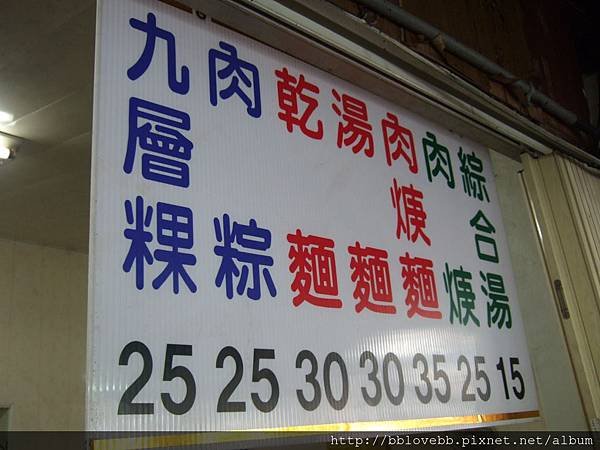 九層粿
肉粽
乾麵
湯麵
肉焿麵
肉焿
綜合湯
25 25 30 30 35 25 15
http://bblovebb.pixnet.net/album